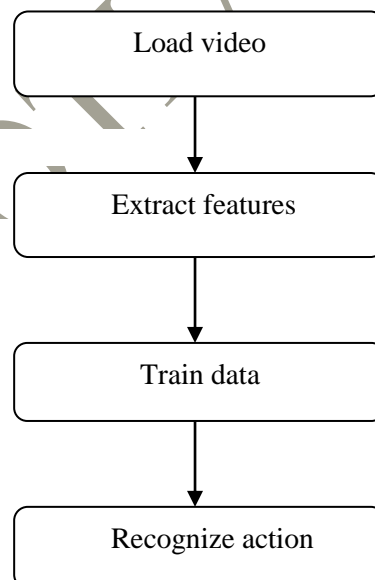 Load video
Extract features
Train data
Recognize action